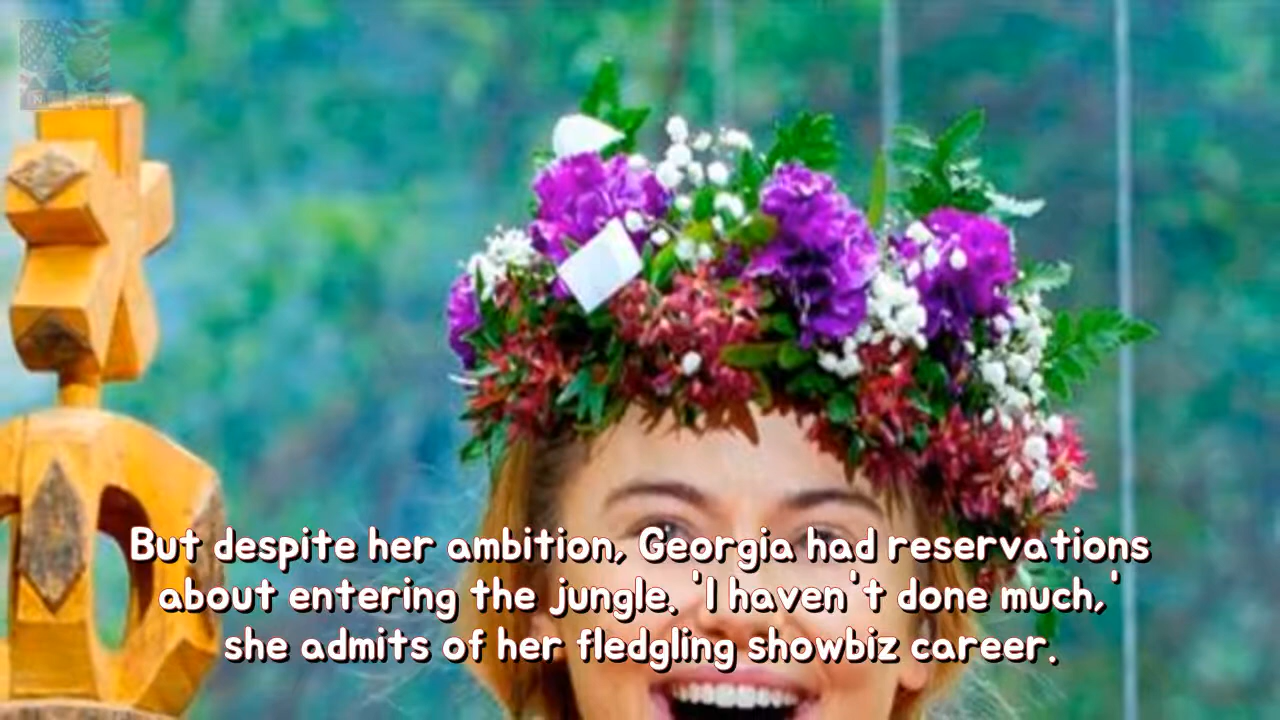 But despite her ambition, Georgia had reservations
about entering the jungle. 'I haven't done much,'
she admits of her fledgling showbiz career.